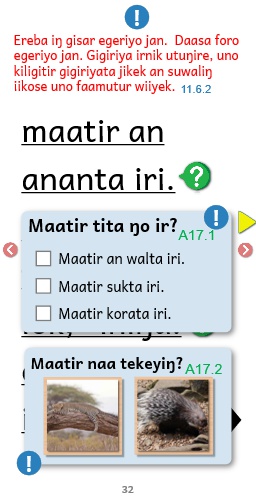 Ereba iŋ gisar egeriyo jan. Daasa foro
egeriyo jan. Gigiriya irnik utuŋire, uno
kiligitir gigiriyata jikek an suwaliŋ
iikose uno faamutur wiiyek. 11.6.2
maatir an
ananta iri.
Maatir tita ŋo ir? A17.1
Maatir an walta iri.
Maatir sukta iri.
Maatir korata iri.
Maatir naa tekeyiŋ? A17.2
32